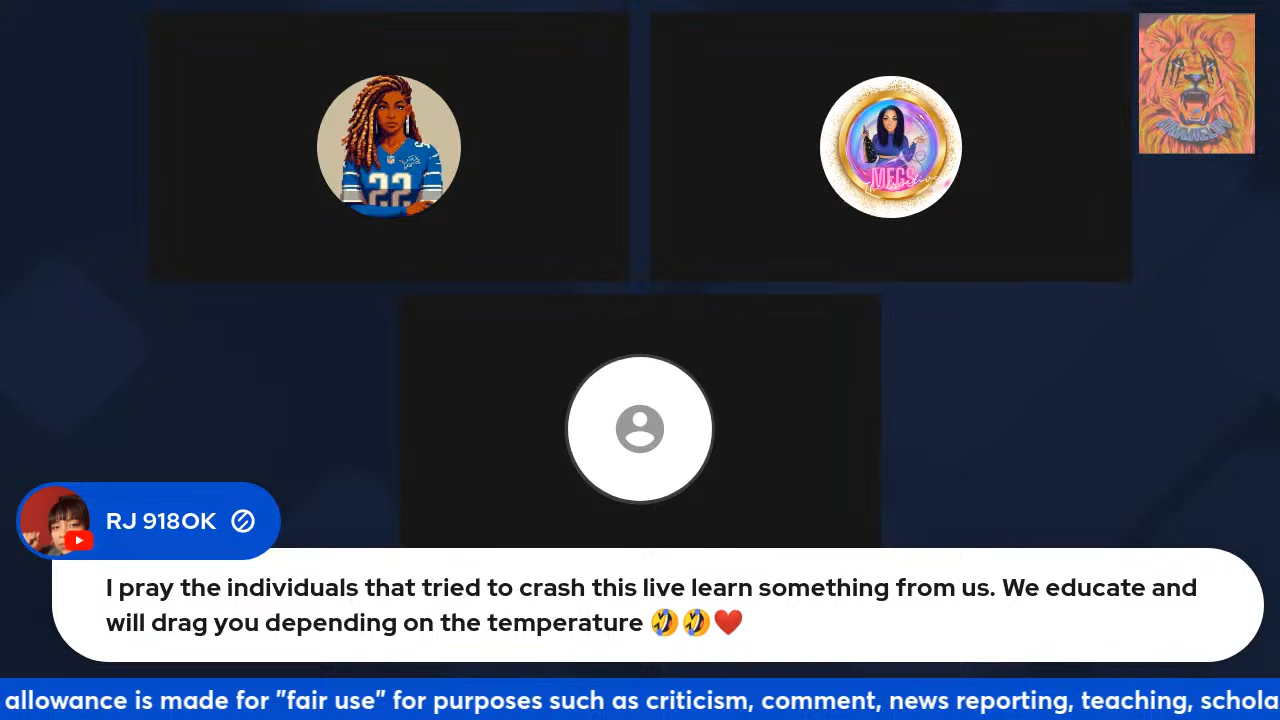 22
MEGS
RJ 918OK
I pray the individuals that tried to crash this live learn something from us. We educate and
will drag you depending on the temperature 🤣🤣❤️
allowance is made for "fair use" for purposes such as criticism, comment, news reporting, teaching, schola